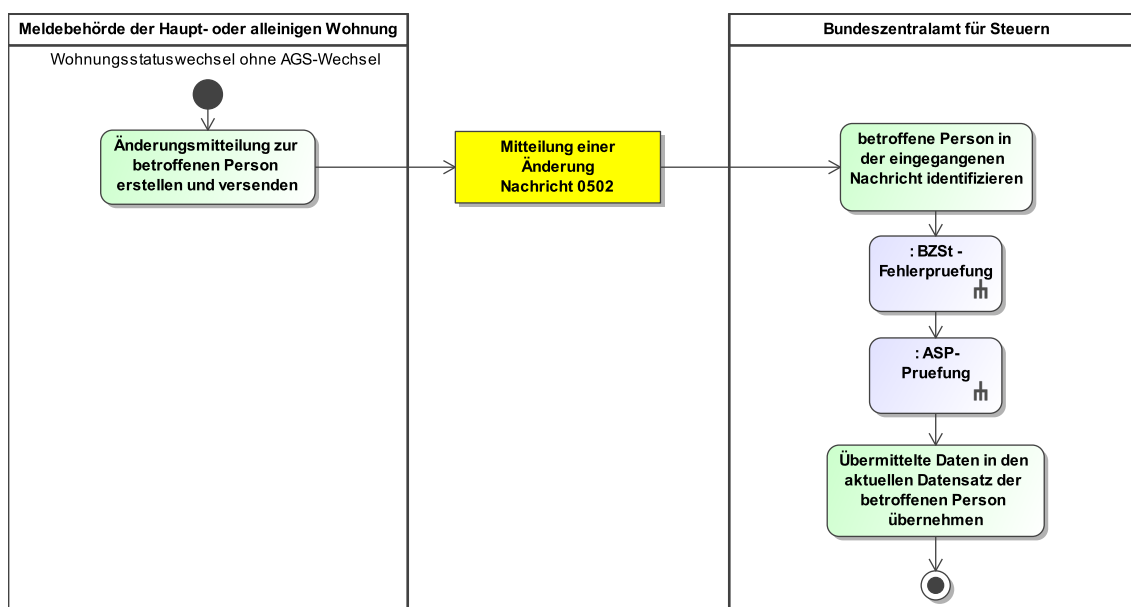 Meldebehörde der Haupt- oder alleinigen Wohnung
Wohnungsstatuswechsel ohne AGS-Wechsel
Änderungsmitteilung zur
betroffenen Person
erstellen und versenden
Mitteilung einer
Änderung
Nachricht 0502
Bundeszentralamt für Steuern
betroffene Person in
der eingegangenen
Nachricht identifizieren
: BZSt -
Fehlerpruefung
: ASP-
Pruefung
Übermittelte Daten in den
aktuellen Datensatz der
betroffenen Person
übernehmen